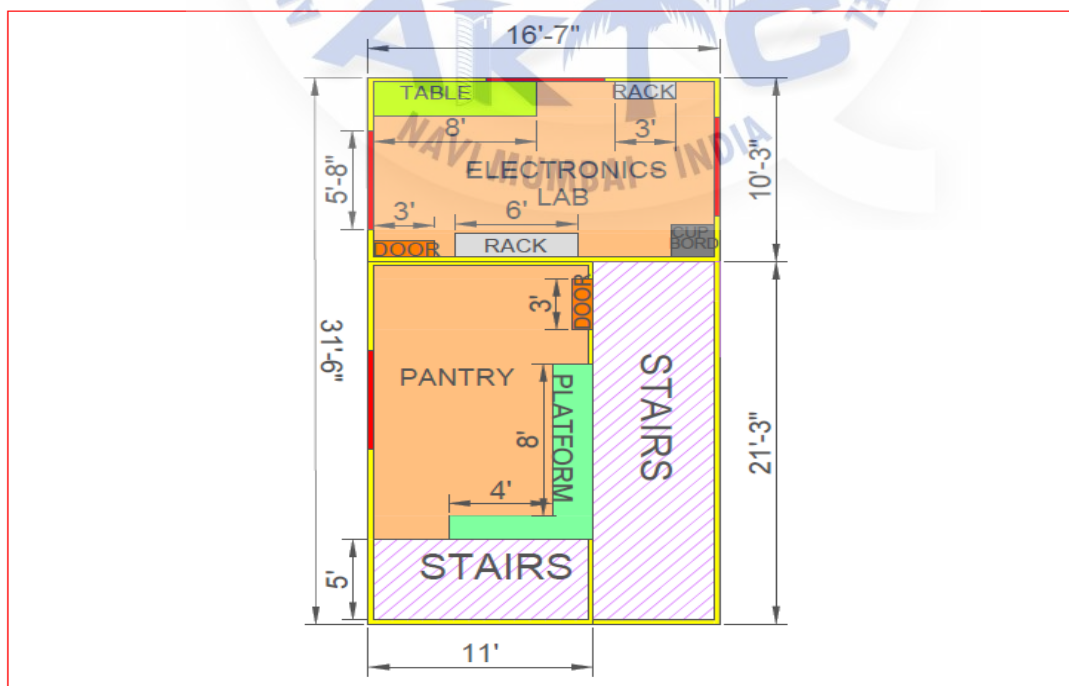 AKTC
NAVI MUMBAI INDIA
16'-7"
TABLE
RACK
8'
3'
5'-8"
10'-3"
ELECTRONICS
LAB
3'
6'
DOOR
RACK
CUP
BORD
3'
DOOR
31'-6"
PANTRY
PLATFORM
STAIRS
8'
21'-3"
4'
STAIRS
5'
11'